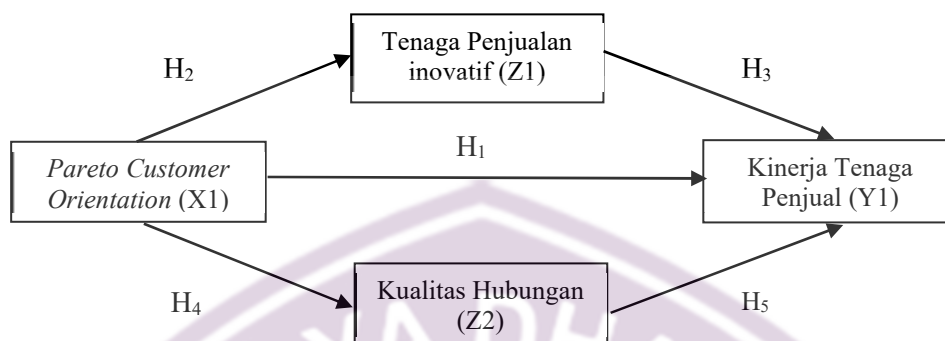 Tenaga Penjualan
inovatif (Z1)
H₂
H₃
H₁
Pareto Customer
Orientation (X1)
Kinerja Tenaga
Penjual (Y1)
Kualitas Hubungan
(Z2)
H₄
H₅